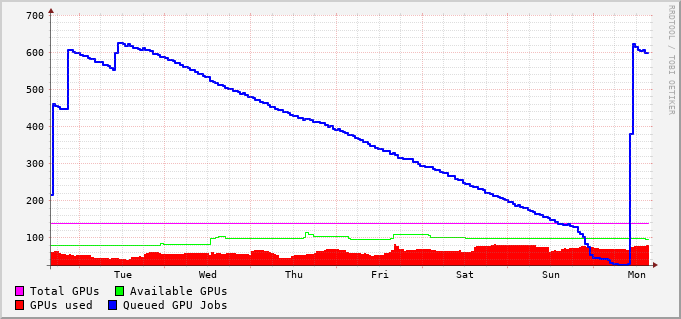 700
600
500
400
300
200
100
Tue Wed Thu Fri Sat Sun Mon
Total GPUs Available GPUs
GPUs used Queued GPU Jobs
RRDTOOL / TOBI OETIKER